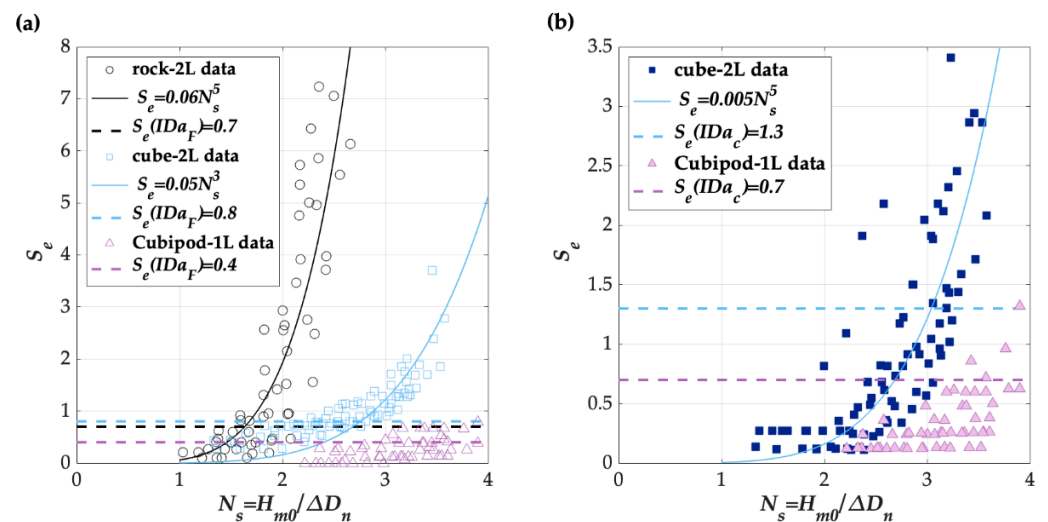 (a)
8
7
6
5
4
3
2
1
0
S_e
rock-2L data
S_e=0.06N_s^5
S_e(IDa_F)=0.7
cube-2L data
S_e=0.05N_s^3
S_e(IDa_F)=0.8
Cubipod-1L data
S_e(IDa_F)=0.4
0 1 2 3 4
N_s=H_m0/ΔD_n
(b)
3.5
3
2.5
2
1.5
1
0.5
0
S_e
cube-2L data
S_e=0.005N_s^5
S_e(IDa_c)=1.3
Cubipod-1L data
S_e(IDa_c)=0.7
0 1 2 3 4
N_s=H_m0/ΔD_n